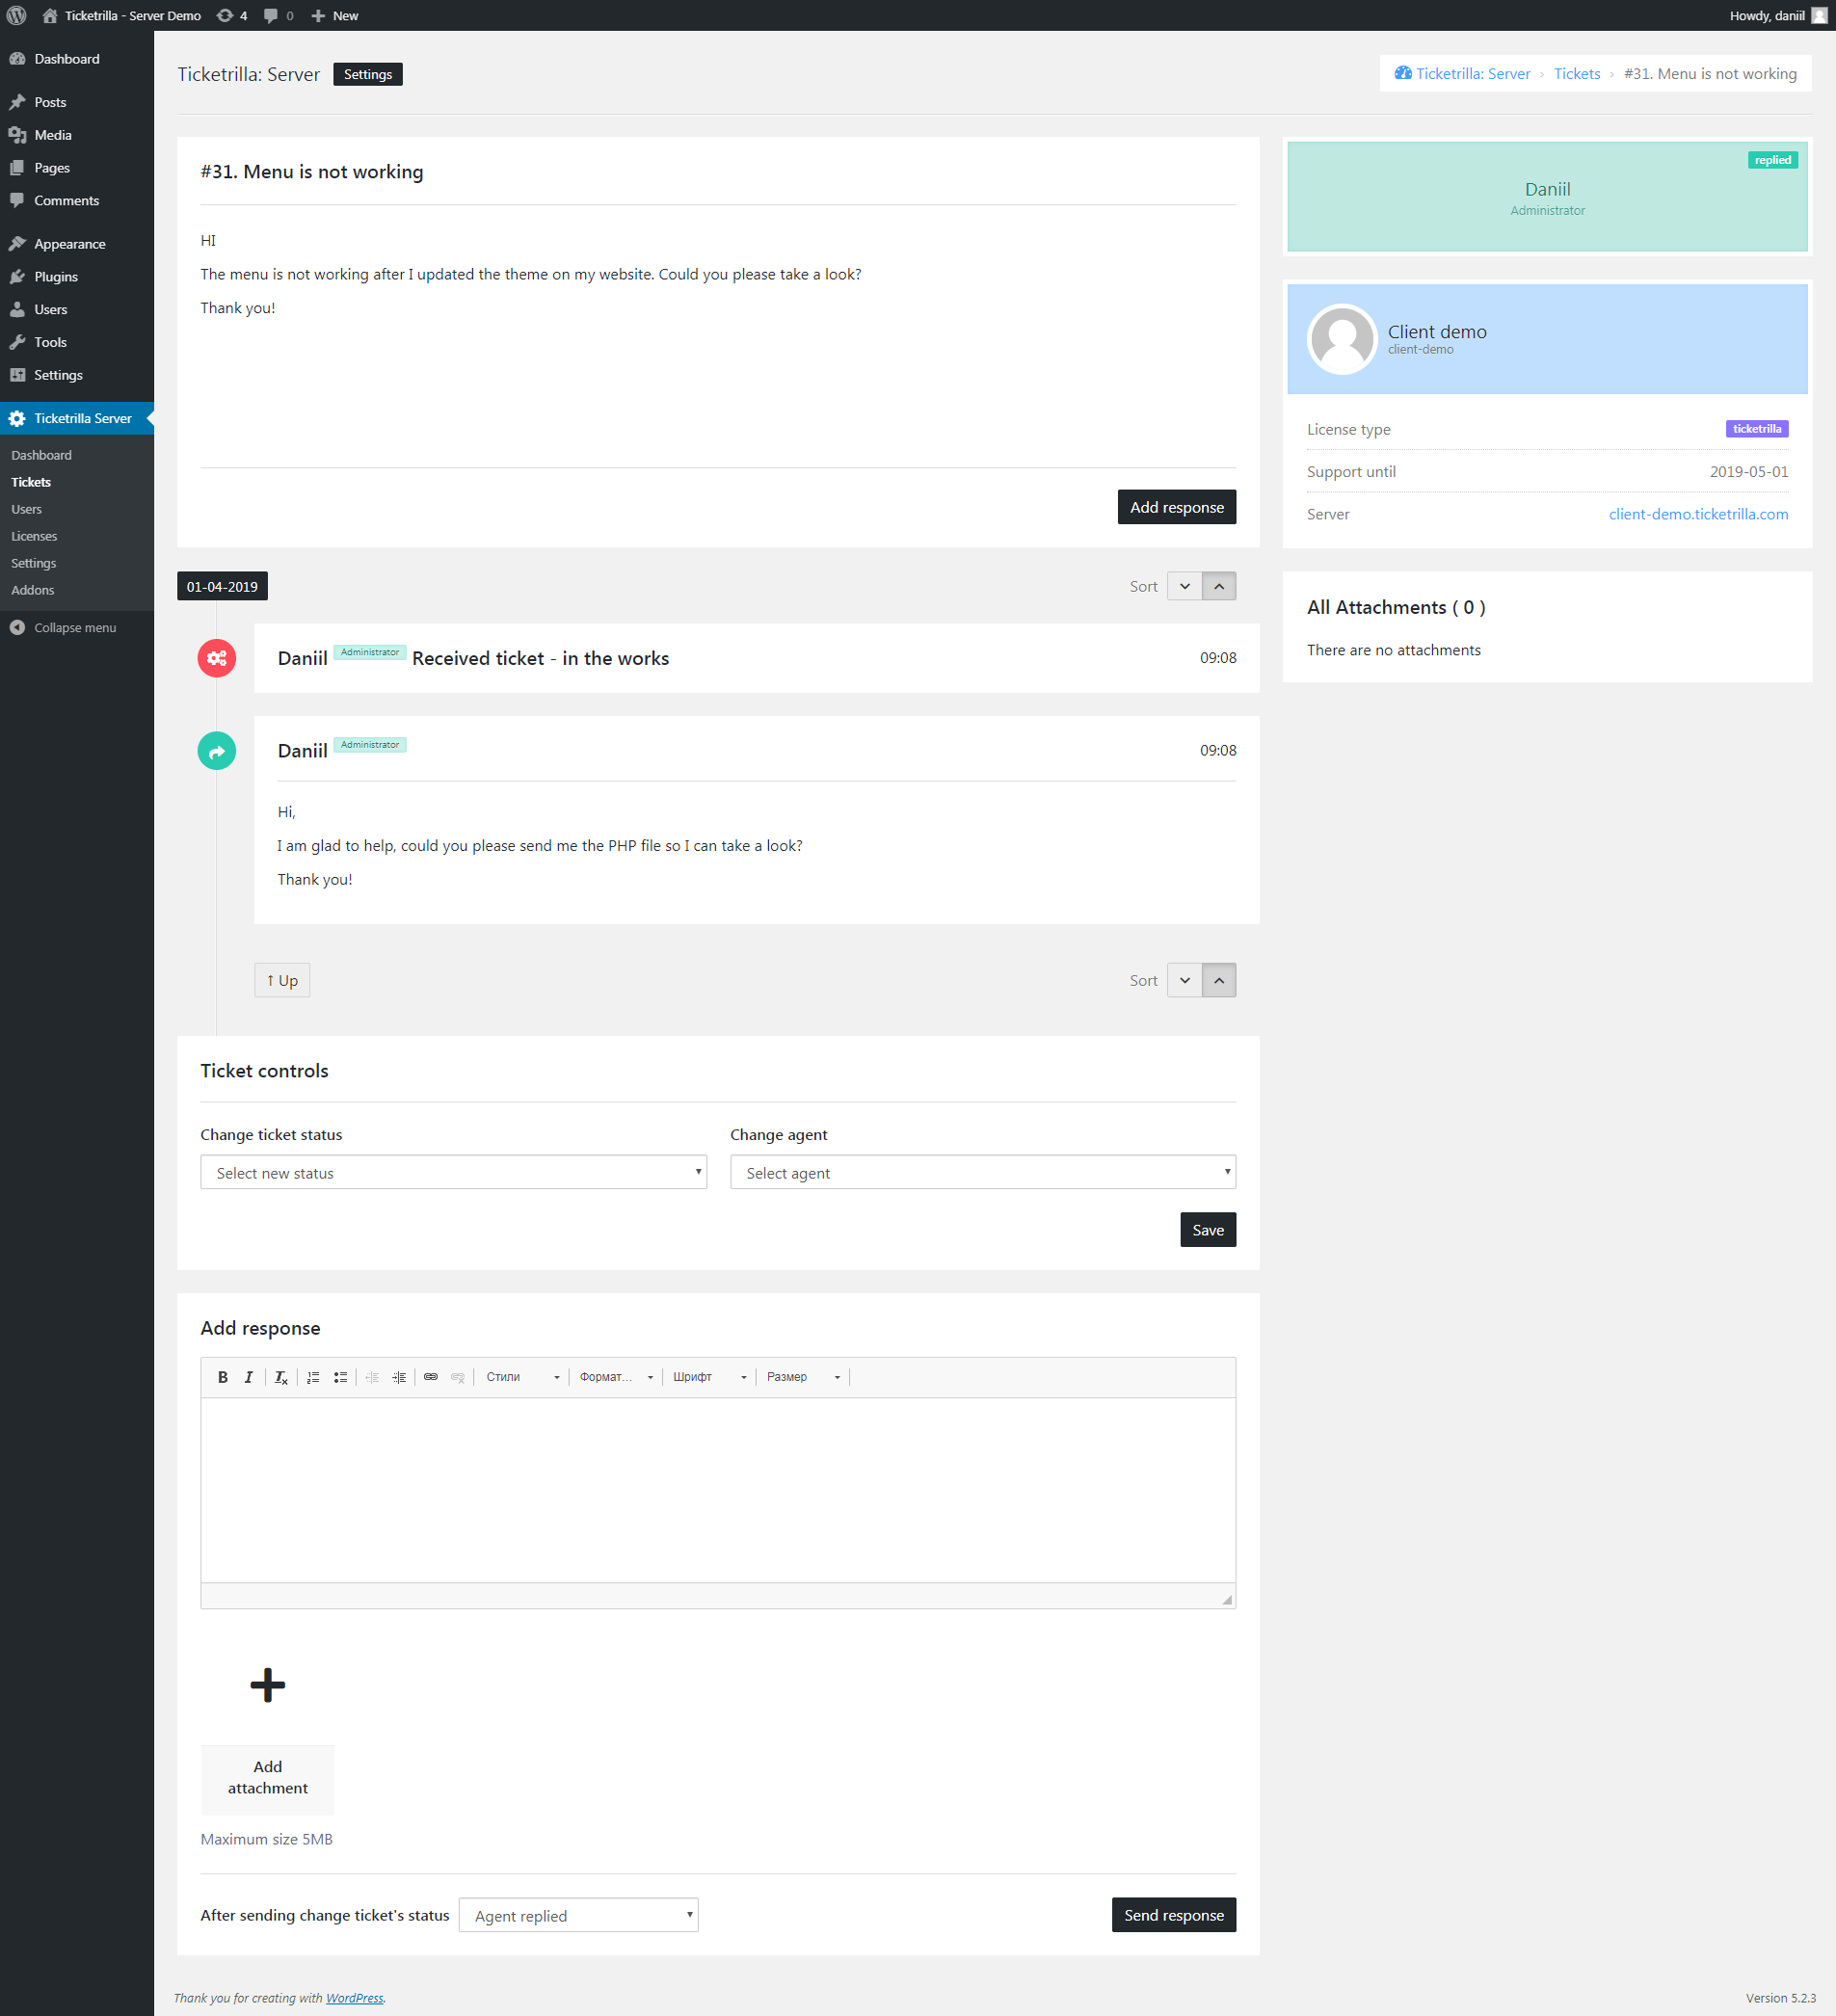 Ticketrilla - Server Demo 4 0 New Howdy, daniil
Dashboard
Posts
Media
Pages
Comments
Appearance
Plugins
Users
Tools
Settings
Ticketrilla Server
Dashboard
Tickets
Users
Licenses
Settings
Addons
Collapse menu
Ticketrilla: Server Settings
Ticketrilla: Server › Tickets › #31. Menu is not working
#31. Menu is not working
HI
The menu is not working after I updated the theme on my website. Could you please take a look?
Thank you!
Add response
01-04-2019 Sort
Daniil Administrator Received ticket - in the works 09:08
Daniil Administrator 09:08
Hi,
I am glad to help, could you please send me the PHP file so I can take a look?
Thank you!
↑ Up Sort
Ticket controls
Change ticket status Change agent
Select new status Select agent
Save
Add response
B I Tx Стили Формат... Шрифт Размер
Add
attachment
Maximum size 5MB
After sending change ticket's status Agent replied Send response
replied
Daniil
Administrator
Client demo
client-demo
License type ticketrilla
Support until 2019-05-01
Server client-demo.ticketrilla.com
All Attachments ( 0 )
There are no attachments
Thank you for creating with WordPress. Version 5.2.3